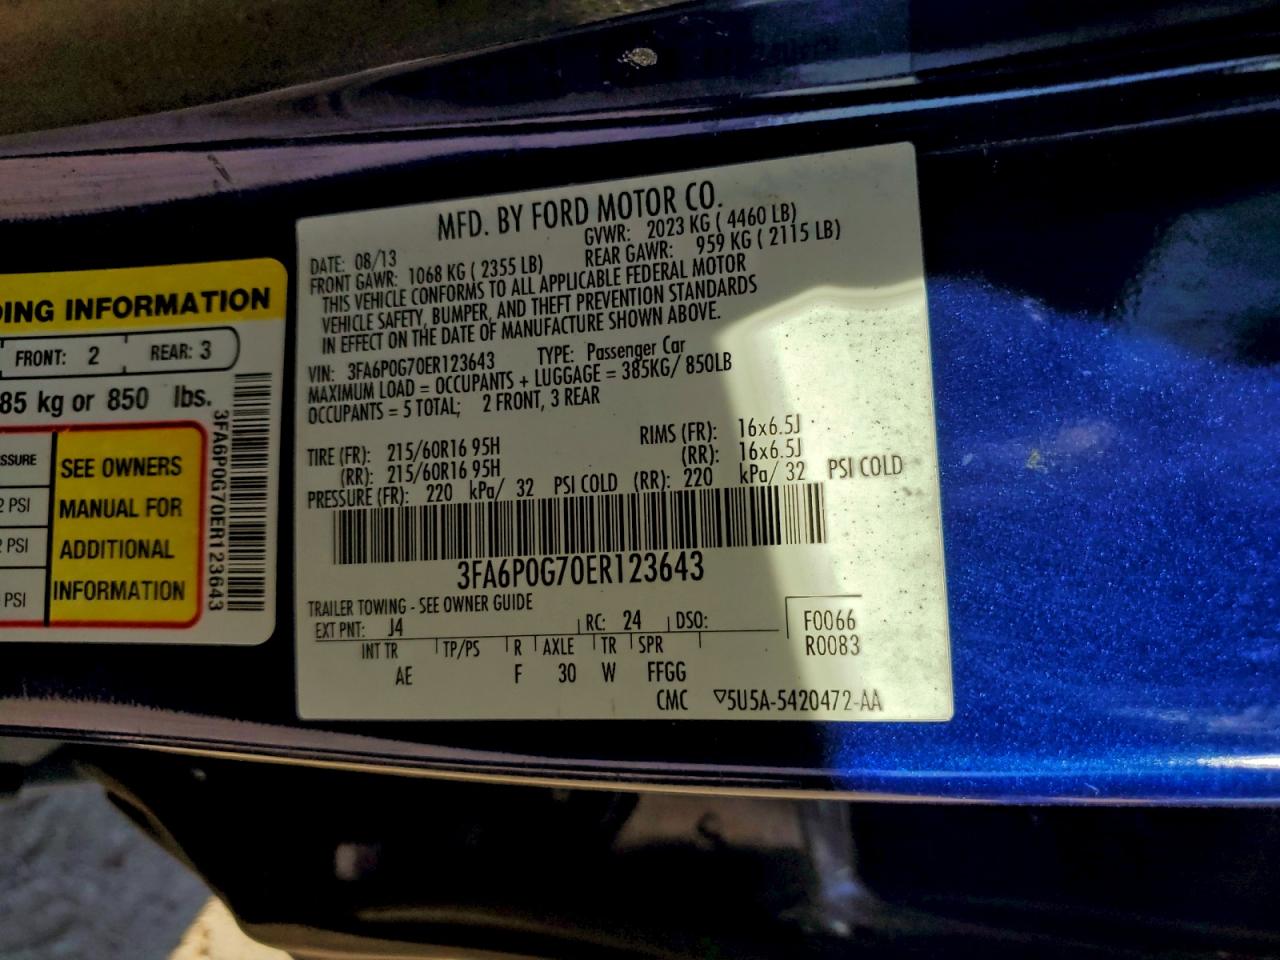 DING INFORMATION
FRONT: 2 REAR: 3
85 kg or 850 lbs.
SSURE
PSI
PSI
PSI
SEE OWNERS
MANUAL FOR
ADDITIONAL
INFORMATION
3FA6P0G70ER123643
MFD. BY FORD MOTOR CO.
DATE: 08/13 GVWR: 2023 KG ( 4460 LB)
FRONT GAWR: 1068 KG ( 2355 LB) REAR GAWR: 959 KG ( 2115 LB)
THIS VEHICLE CONFORMS TO ALL APPLICABLE FEDERAL MOTOR
VEHICLE SAFETY, BUMPER, AND THEFT PREVENTION STANDARDS
IN EFFECT ON THE DATE OF MANUFACTURE SHOWN ABOVE.
VIN: 3FA6P0G70ER123643 TYPE: Passenger Car
MAXIMUM LOAD = OCCUPANTS + LUGGAGE = 385KG/ 850LB
OCCUPANTS = 5 TOTAL; 2 FRONT, 3 REAR
TIRE (FR): 215/60R16 95H RIMS (FR): 16x6.5J
(RR): 215/60R16 95H (RR): 16x6.5J
PRESSURE (FR): 220 kPa/ 32 PSI COLD (RR): 220 kPa/ 32 PSI COLD
3FA6P0G70ER123643
TRAILER TOWING - SEE OWNER GUIDE
EXT PNT: J4 RC: 24 DSO: F0066
R0083
INT TR TP/PS R AXLE TR SPR
AE F 30 W FFGG
CMC ▽5U5A-5420472-AA